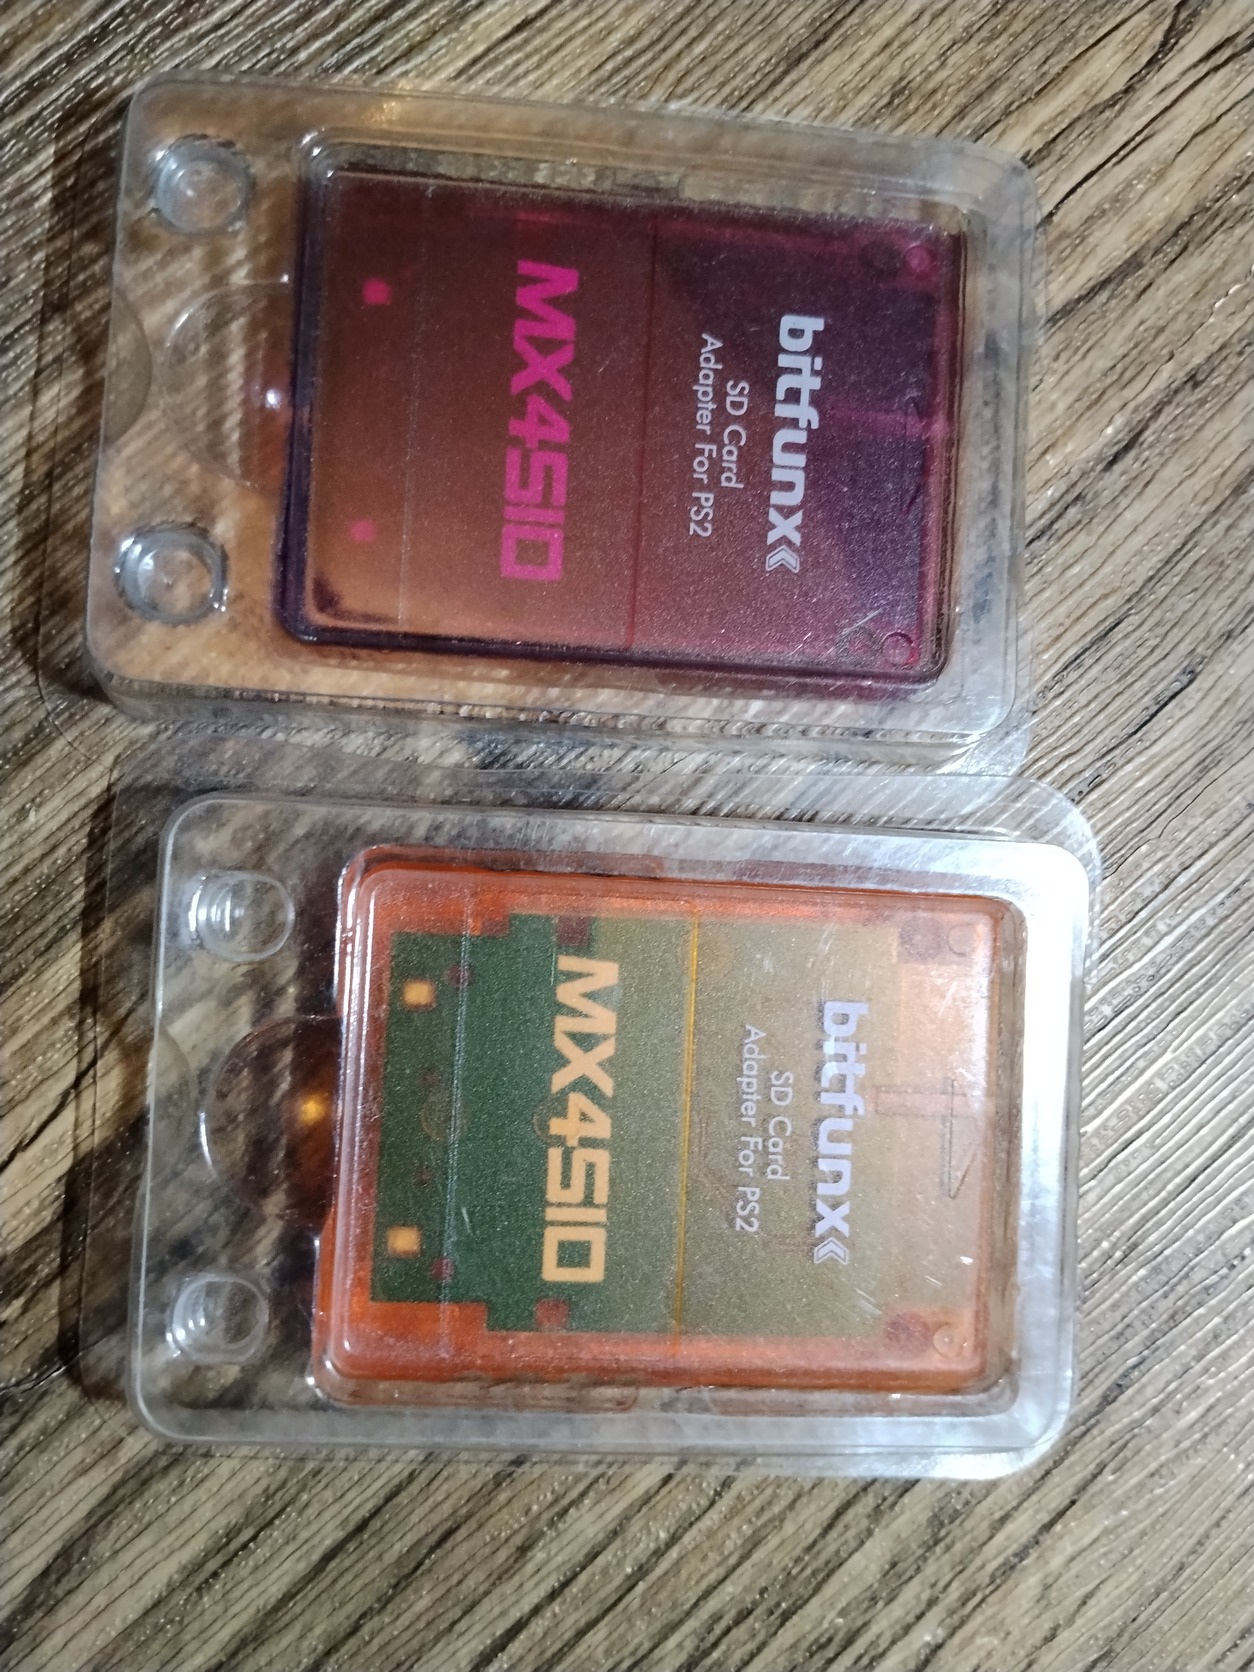 bitfunx
SD Card
Adapter For PS2
MX4SIO
bitfunx
SD Card
Adapter For PS2
MX4SIO